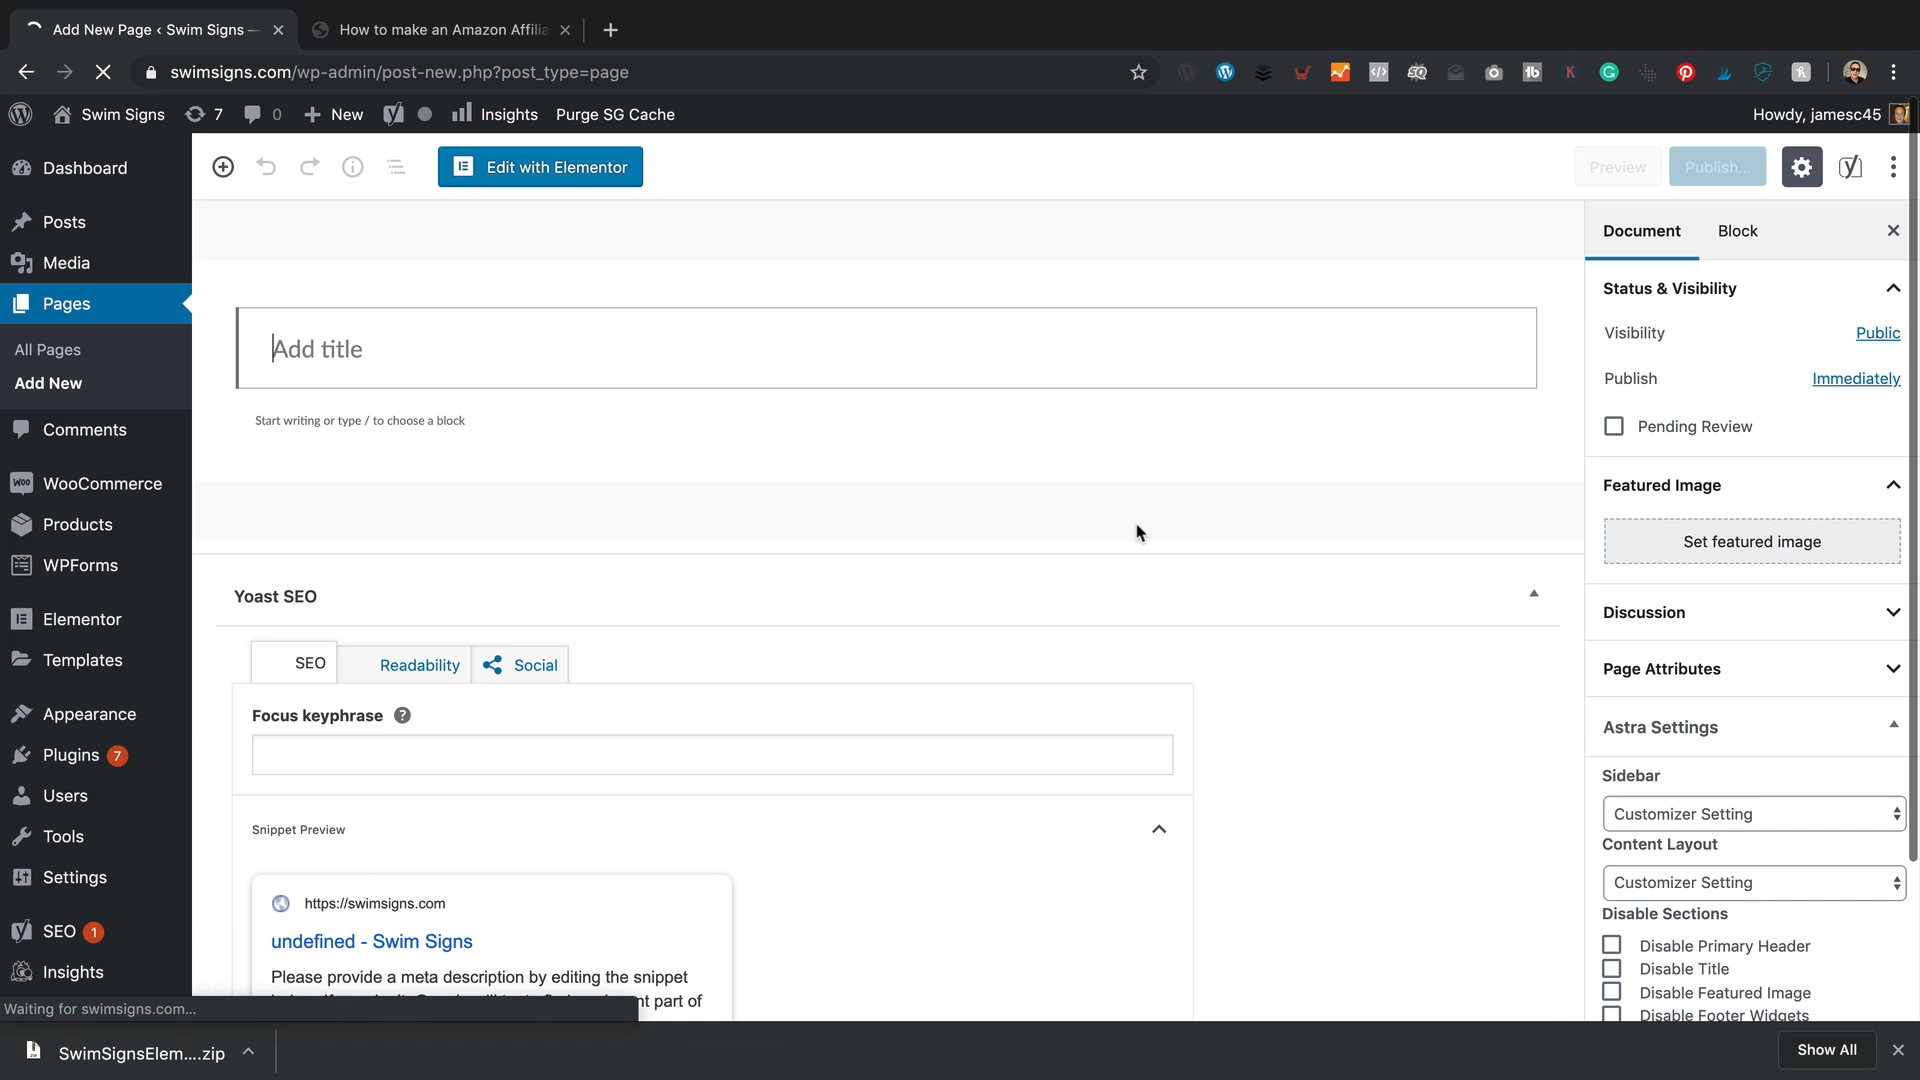 Add New Page ‹ Swim Signs —
How to make an Amazon Affilia
swimsigns.com/wp-admin/post-new.php?post_type=page
Swim Signs
7
0
New
Insights
Purge SG Cache
Howdy, jamesc45
Dashboard
Posts
Media
Pages
All Pages
Add New
Comments
WooCommerce
Products
WPForms
Elementor
Templates
Appearance
Plugins 7
Users
Tools
Settings
SEO 1
Insights
Edit with Elementor
Preview
Publish...
Add title
Start writing or type / to choose a block
Yoast SEO
SEO
Readability
Social
Focus keyphrase
Snippet Preview
https://swimsigns.com
undefined - Swim Signs
Please provide a meta description by editing the snippet
nt part of
Document
Block
Status & Visibility
Visibility
Public
Publish
Immediately
Pending Review
Featured Image
Set featured image
Discussion
Page Attributes
Astra Settings
Sidebar
Customizer Setting
Content Layout
Customizer Setting
Disable Sections
Disable Primary Header
Disable Title
Disable Featured Image
Disable Footer Widgets
Waiting for swimsigns.com...
SwimSignsElem....zip
Show All